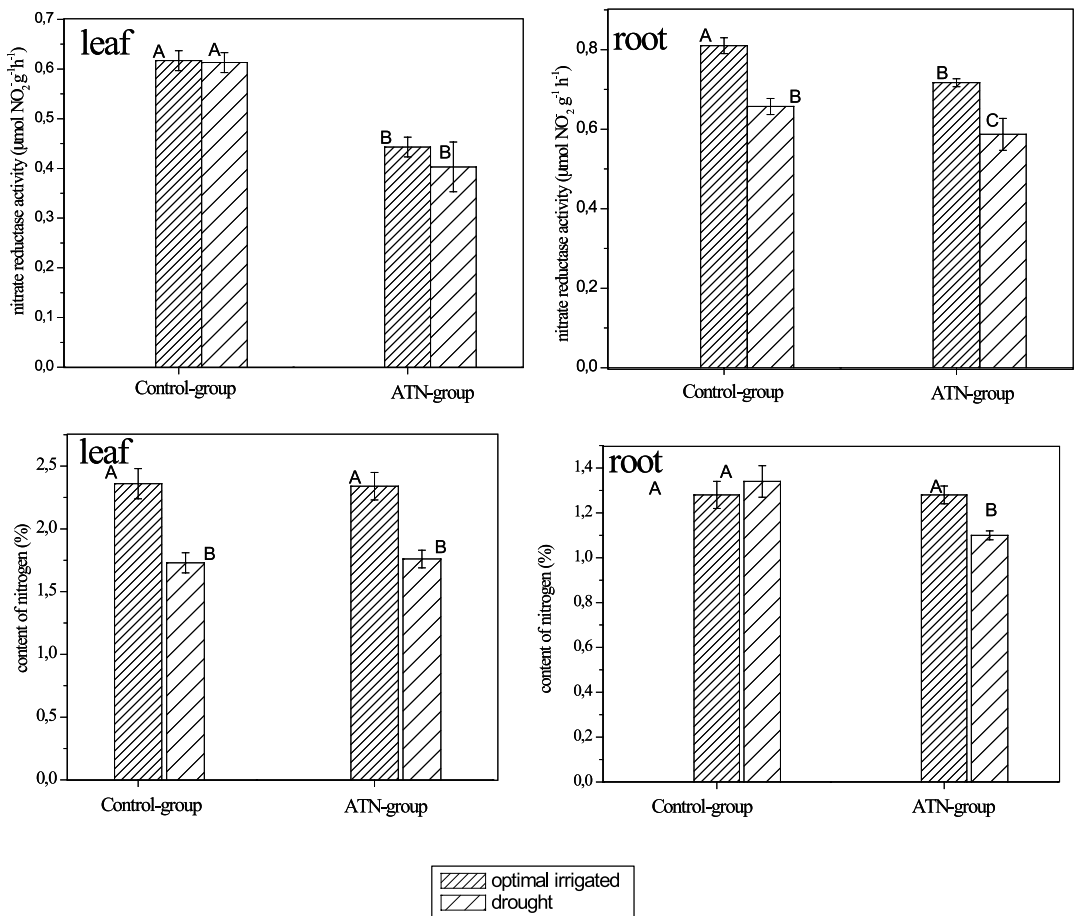 leaf
nitrate reductase activity (µmol NO₂⁻g⁻¹h⁻¹)
0,7
0,6
0,5
0,4
0,3
0,2
0,1
0,0
A
A
B
B
Control-group
ATN-group
root
nitrate reductase activity (µmol NO₂⁻ g⁻¹ h⁻¹)
0,8
0,6
0,4
0,2
0,0
A
B
B
C
Control-group
ATN-group
leaf
content of nitrogen (%)
2,5
2,0
1,5
1,0
0,5
0,0
A
B
A
B
Control-group
ATN-group
root
content of nitrogen (%)
1,4
1,2
1,0
0,8
0,6
0,4
0,2
0,0
A
A
A
B
Control-group
ATN-group
optimal irrigated
drought